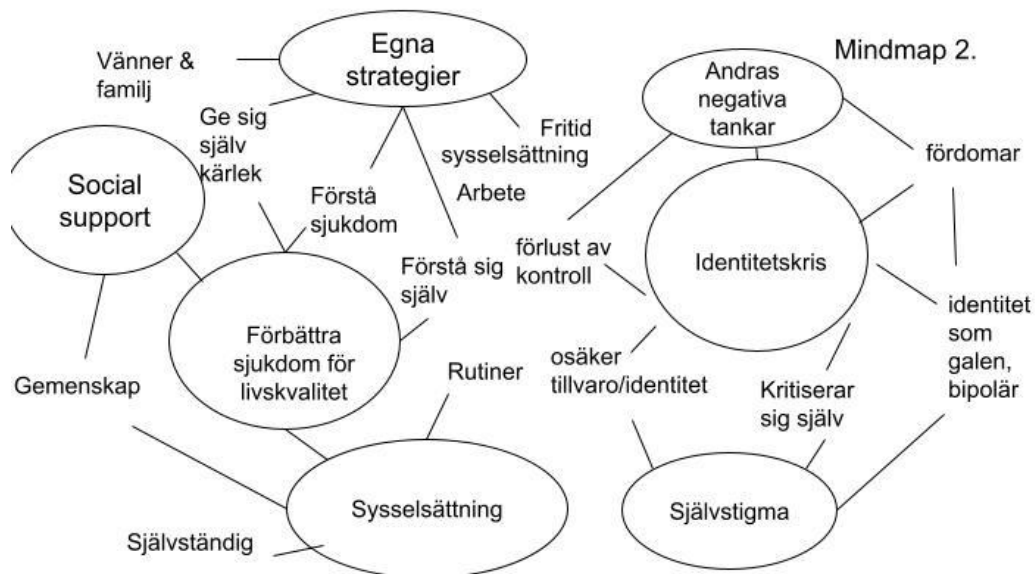 Mindmap 2.
Egna
strategier
Vänner &
familj
Ge sig
själv
kärlek
Fritid
sysselsättning
Arbete
Förstå
sjukdom
Förstå sig
själv
Social
support
Förbättra
sjukdom för
livskvalitet
Gemenskap
Rutiner
Sysselsättning
Självständig
Andras
negativa
tankar
fördomar
förlust av
kontroll
Identitetskris
identitet
som
galen,
bipolär
osäker
tillvaro/identitet
Kritiserar
sig själv
Självstigma